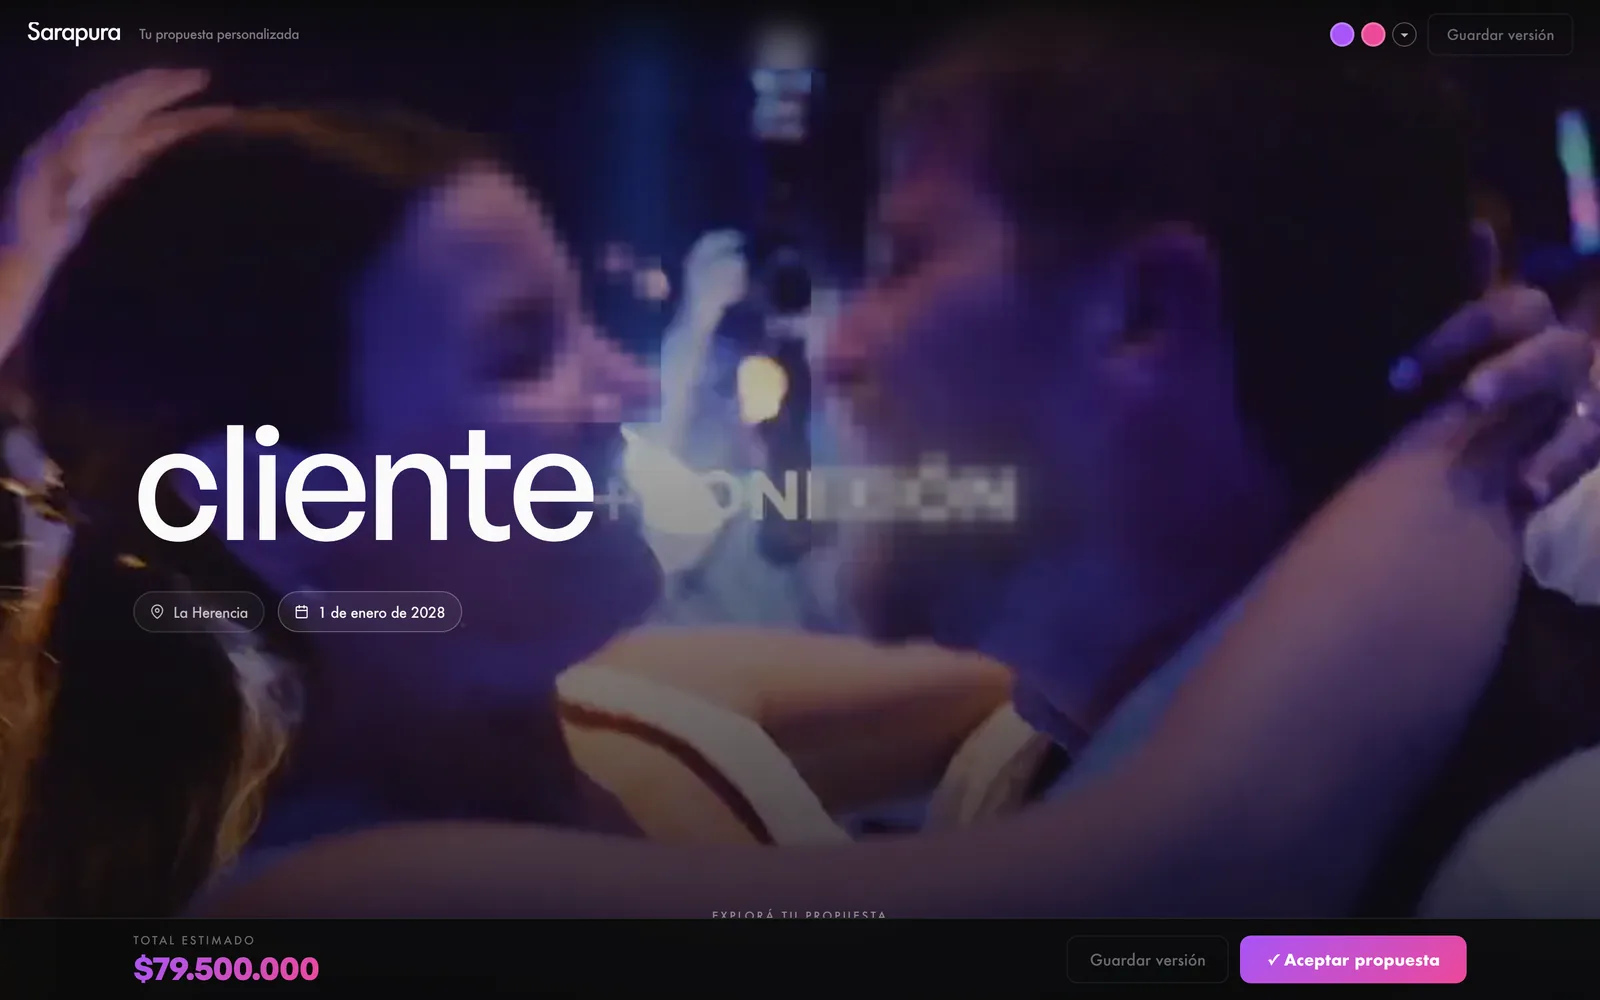 Sarapura
Tu propuesta personalizada
Guardar versión
cliente
La Herencia
1 de enero de 2028
EXPLORÁ TU PROPUESTA
TOTAL ESTIMADO
$79.500.000
Guardar versión
✓ Aceptar propuesta